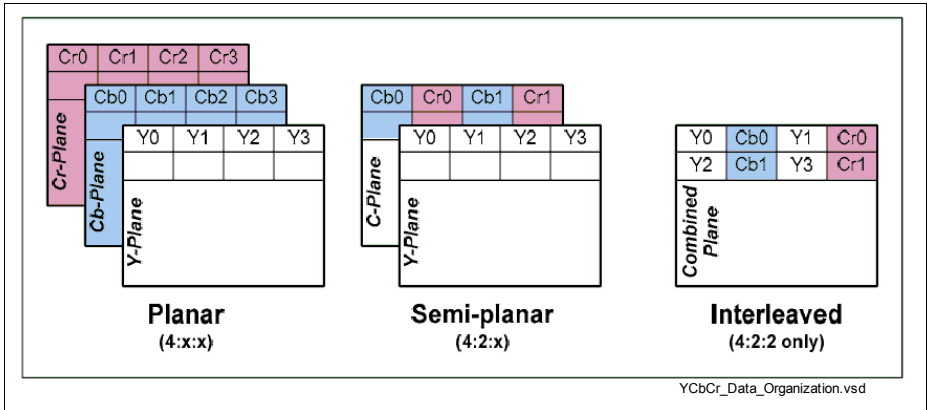 Cr0 Cr1 Cr2 Cr3
Cr-Plane
Cb0 Cb1 Cb2 Cb3
Cb-Plane
Y0 Y1 Y2 Y3
Y-Plane
Planar
(4:x:x)
Cb0 Cr0 Cb1 Cr1
C-Plane
Y0 Y1 Y2 Y3
Y-Plane
Semi-planar
(4:2:x)
Y0 Cb0 Y1 Cr0
Y2 Cb1 Y3 Cr1
Combined
Plane
Interleaved
(4:2:2 only)
YCbCr_Data_Organization.vsd